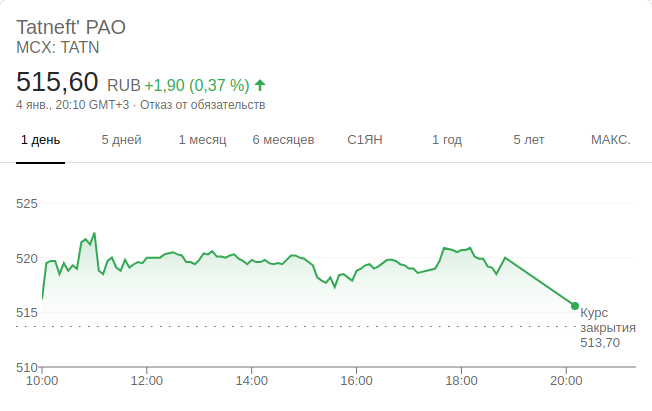 Tatneft' PAO
MCX: TATN
515,60 RUB +1,90 (0,37 %)
4 янв., 20:10 GMT+3 · Отказ от обязательств
1 день 5 дней 1 месяц 6 месяцев С1ЯН 1 год 5 лет МАКС.
525
520
515
Курс
закрытия
513,70
510
10:00 12:00 14:00 16:00 18:00 20:00